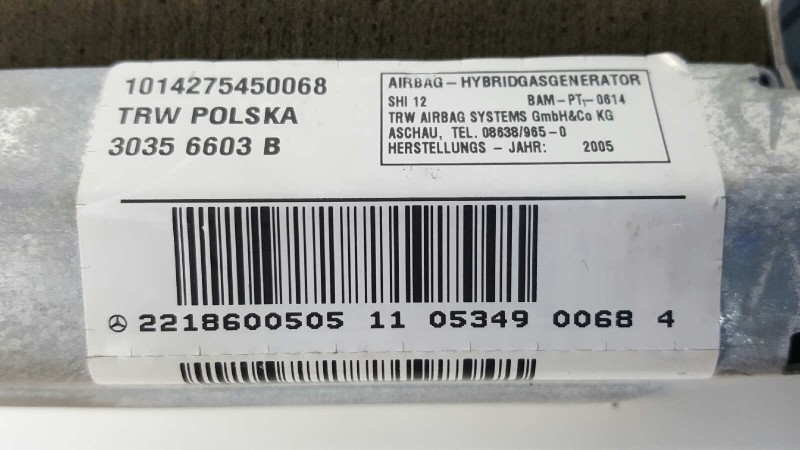 1014275450068
TRW POLSKA
3035 6603 B
AIRBAG-HYBRIDGASGENERATOR
SHI 12 BAM-PT₁-0614
TRW AIRBAG SYSTEMS GmbH&Co KG
ASCHAU, TEL. 08638/965-0
HERSTELLUNGS-JAHR: 2005
2218600505 11 05349 0068 4